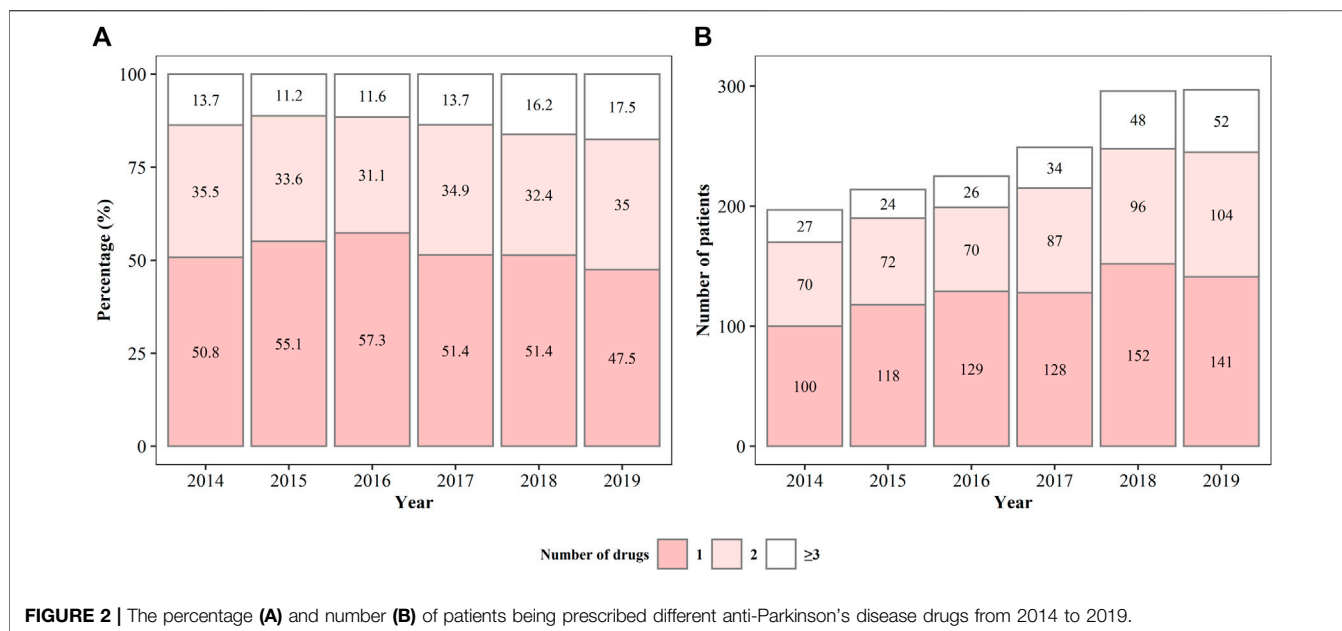 A
B
100
75
50
25
0
Percentage (%)
13.7 11.2 11.6 13.7 16.2 17.5
35.5 33.6 31.1 34.9 32.4 35
50.8 55.1 57.3 51.4 51.4 47.5
2014 2015 2016 2017 2018 2019
Year
300
200
100
0
Number of patients
27 24 26 34 48 52
70 72 70 87 96 104
100 118 129 128 152 141
2014 2015 2016 2017 2018 2019
Year
Number of drugs 1 2 ≥3
FIGURE 2 | The percentage (A) and number (B) of patients being prescribed different anti-Parkinson's disease drugs from 2014 to 2019.